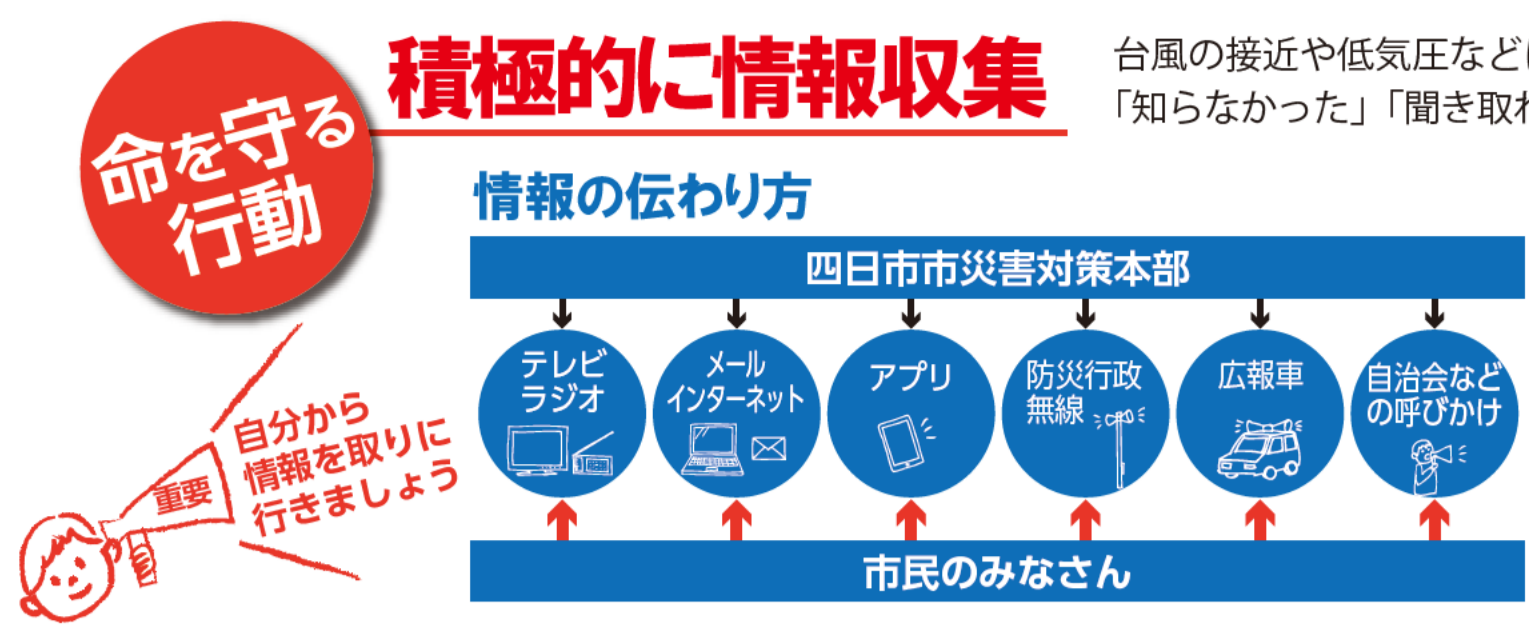 命を守る
行動
積極的に情報収集
台風の接近や低気圧など
「知らなかった」「聞き取
情報の伝わり方
四日市市災害対策本部
テレビ
ラジオ
メール
インターネット
アプリ
防災行政
無線
広報車
自治会など
の呼びかけ
市民のみなさん
重要
自分から
情報を取りに
行きましょう